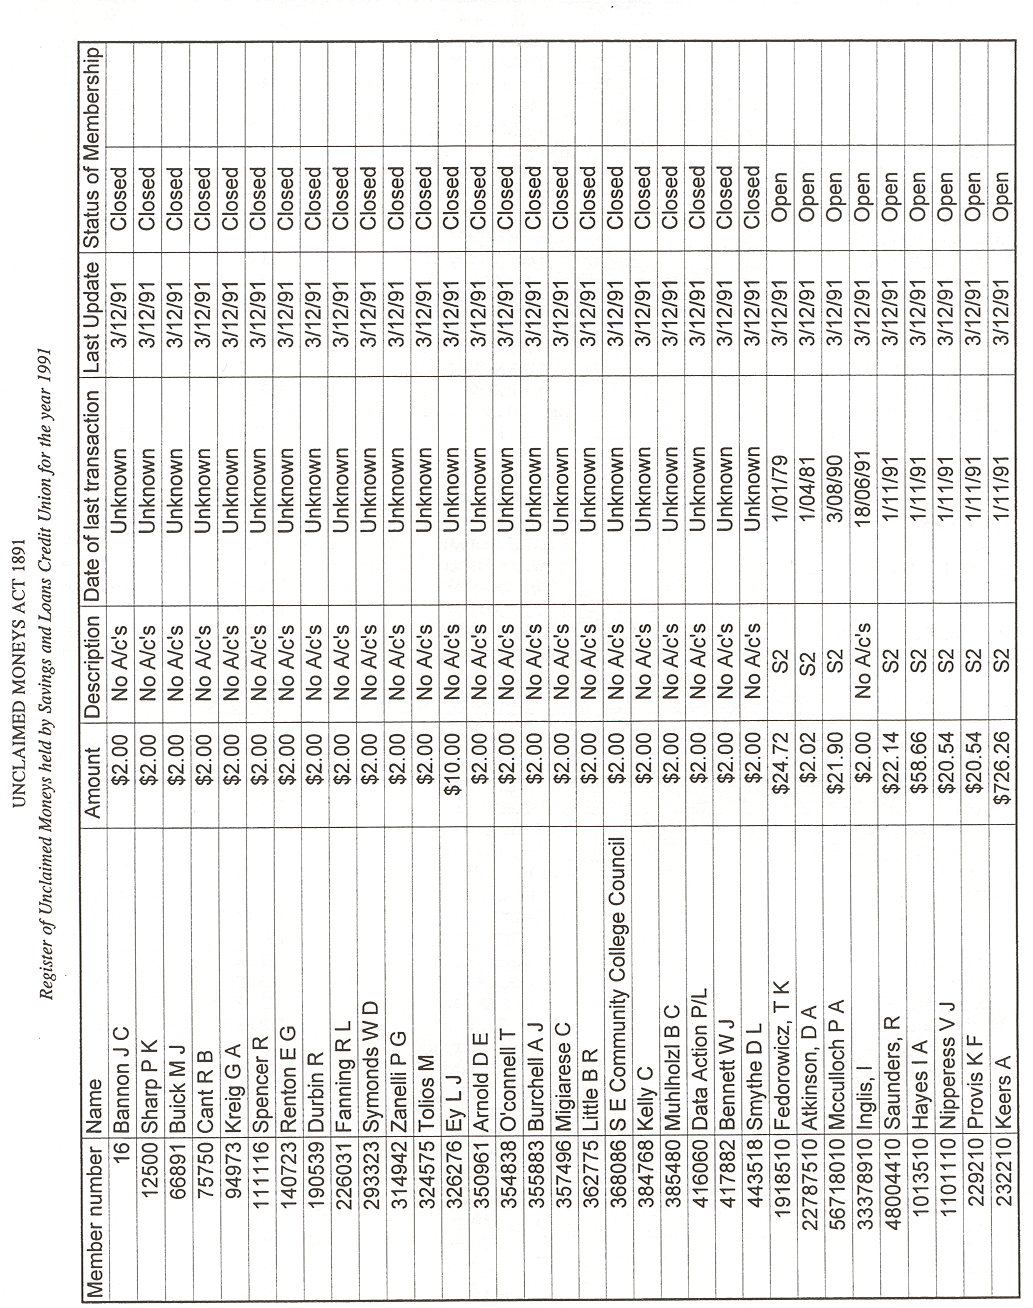 UNCLAIMED MONEYS ACT 1891
Register of Unclaimed Moneys held by Savings and Loans Credit Union for the year 1991
Member number Name Amount Description Date of last transaction Last Update Status of Membership
16 Bannon J C $2.00 No A/c's Unknown 3/12/91 Closed
12500 Sharp P K $2.00 No A/c's Unknown 3/12/91 Closed
66891 Buick M J $2.00 No A/c's Unknown 3/12/91 Closed
75750 Cant R B $2.00 No A/c's Unknown 3/12/91 Closed
94973 Kreig G A $2.00 No A/c's Unknown 3/12/91 Closed
111116 Spencer R $2.00 No A/c's Unknown 3/12/91 Closed
140723 Renton E G $2.00 No A/c's Unknown 3/12/91 Closed
190539 Durbin R $2.00 No A/c's Unknown 3/12/91 Closed
226031 Fanning R L $2.00 No A/c's Unknown 3/12/91 Closed
293323 Symonds W D $2.00 No A/c's Unknown 3/12/91 Closed
314942 Zanelli P G $2.00 No A/c's Unknown 3/12/91 Closed
324575 Tolios M $2.00 No A/c's Unknown 3/12/91 Closed
326276 Ey L J $10.00 No A/c's Unknown 3/12/91 Closed
350961 Arnold D E $2.00 No A/c's Unknown 3/12/91 Closed
354838 O'connell T $2.00 No A/c's Unknown 3/12/91 Closed
355883 Burchell A J $2.00 No A/c's Unknown 3/12/91 Closed
357496 Migiarese C $2.00 No A/c's Unknown 3/12/91 Closed
362775 Little B R $2.00 No A/c's Unknown 3/12/91 Closed
368086 S E Community College Council $2.00 No A/c's Unknown 3/12/91 Closed
384768 Kelly C $2.00 No A/c's Unknown 3/12/91 Closed
385480 Muhlholzl B C $2.00 No A/c's Unknown 3/12/91 Closed
416060 Data Action P/L $2.00 No A/c's Unknown 3/12/91 Closed
417882 Bennett W J $2.00 No A/c's Unknown 3/12/91 Closed
443518 Smythe D L $2.00 No A/c's Unknown 3/12/91 Closed
1918510 Fedorowicz, T K $24.72 S2 1/01/79 3/12/91 Open
22787510 Atkinson, D A $2.02 S2 1/04/81 3/12/91 Open
56718010 Mcculloch P A $21.90 S2 3/08/90 3/12/91 Open
33378910 Inglis, I $2.00 No A/c's 18/06/91 3/12/91 Open
48004410 Saunders, R $22.14 S2 1/11/91 3/12/91 Open
1013510 Hayes I A $58.66 S2 1/11/91 3/12/91 Open
1101110 Nipperess V J $20.54 S2 1/11/91 3/12/91 Open
229210 Provis K F $20.54 S2 1/11/91 3/12/91 Open
232210 Keers A $726.26 S2 1/11/91 3/12/91 Open